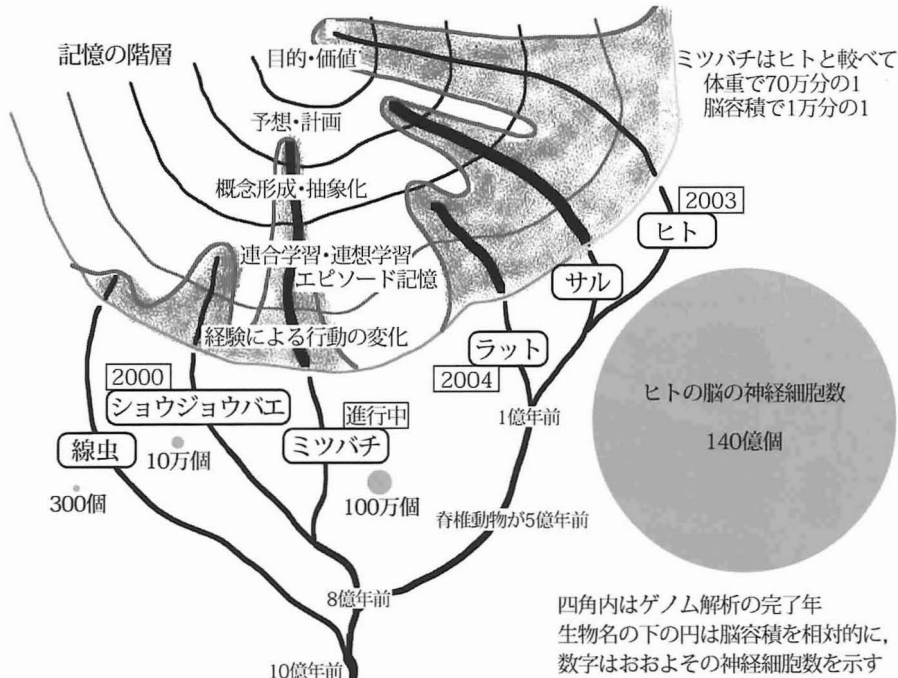 記憶の階層
目的・価値
予想・計画
概念形成・抽象化
連合学習・連想学習
エピソード記憶
経験による行動の変化
ミツバチはヒトと較べて
体重で70万分の1
脳容積で1万分の1
2003
ヒト
サル
ラット
2004
2000
ショウジョウバエ
進行中
ミツバチ
線虫
10万個
300個
100万個
1億年前
脊椎動物が5億年前
8億年前
10億年前
ヒトの脳の神経細胞数
140億個
四角内はゲノム解析の完了年
生物名の下の円は脳容積を相対的に，
数字はおおよその神経細胞数を示す